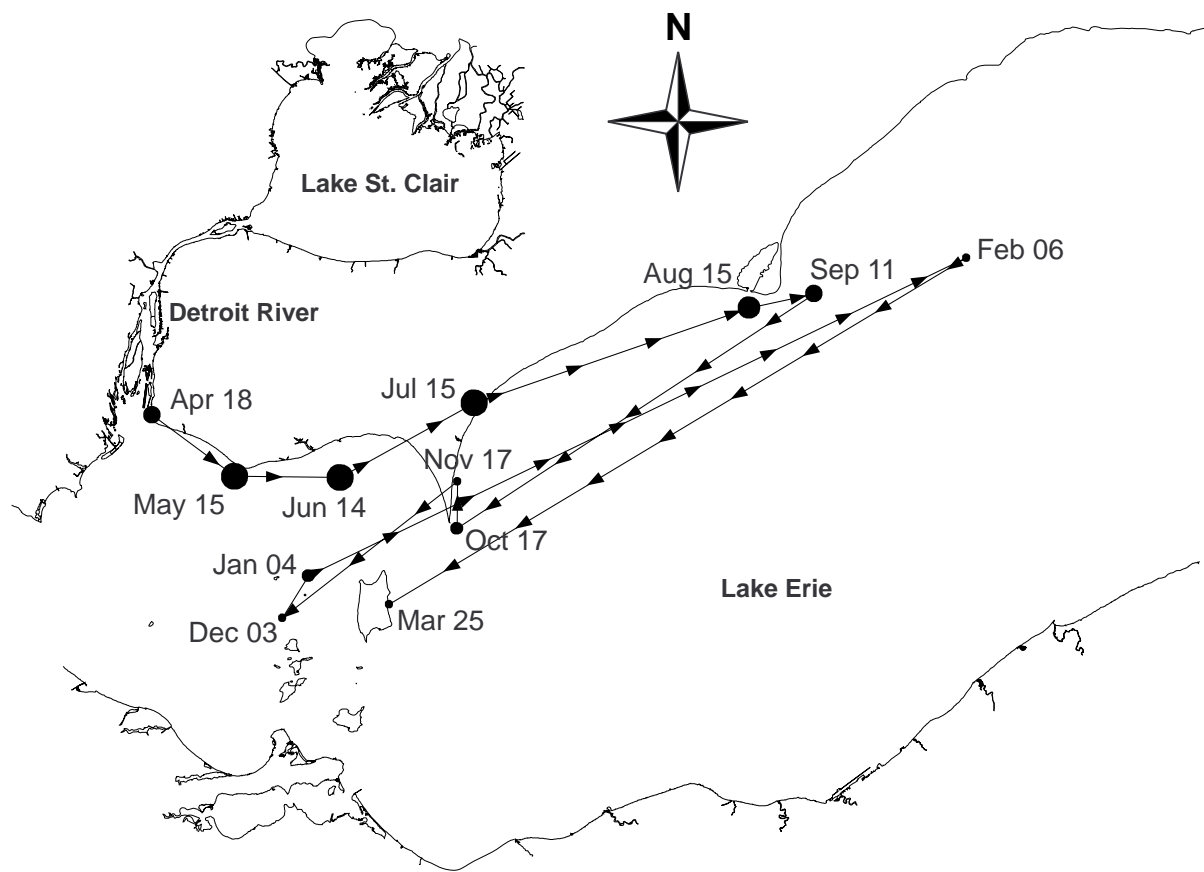 N
Lake St. Clair
Feb 06
Aug 15
Sep 11
Detroit River
Jul 15
Apr 18
Nov 17
May 15
Jun 14
Oct 17
Jan 04
Lake Erie
Mar 25
Dec 03